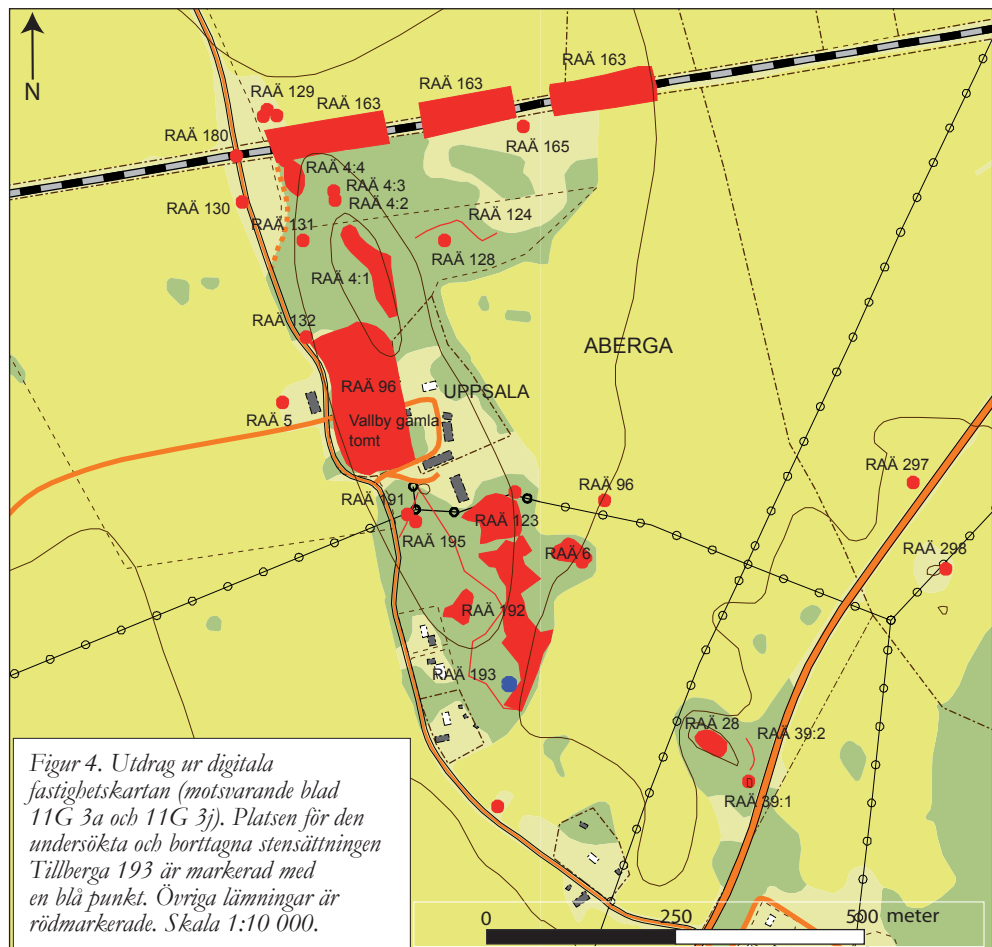 RAÄ 163
RAÄ 163
RAÄ 163
RAÄ 129
N
RAÄ 180
RAÄ 165
RAÄ 4:4
RAÄ 4:3
RAÄ 4:2
RAÄ 130
RAÄ 124
RAÄ 131
RAÄ 128
RAÄ 4:1
RAÄ 132
ABERGA
RAÄ 96
UPPSALA
RAÄ 5
Vallby gamla
tomt
RAÄ 297
RAÄ 191
RAÄ 96
RAÄ 123
RAÄ 195
RAÄ 6
RAÄ 298
RAÄ 192
RAÄ 193
RAÄ 28
RAÄ 39:2
RAÄ 39:1
Figur 4. Utdrag ur digitala
fastighetskartan (motsvarande blad
11G 3a och 11G 3j). Platsen för den
undersökta och borttagna stensättningen
Tillberga 193 är markerad med
en blå punkt. Övriga lämningar är
rödmarkerade. Skala 1:10 000.
0 250 500 meter